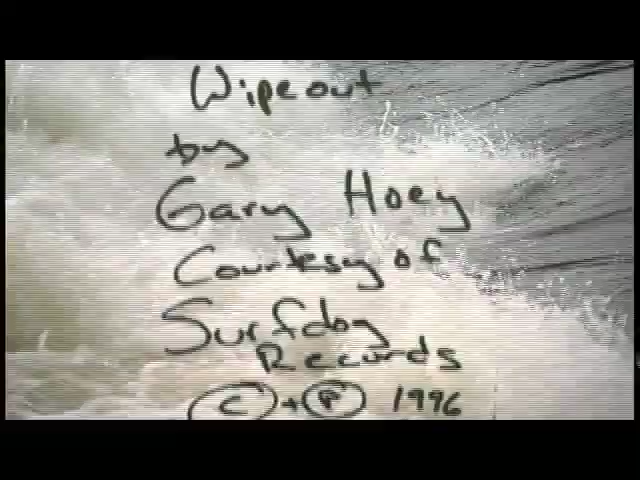 Wipeout
by
Gary Hoey
Courtesy of
Surfdog
Records
Ⓒ + Ⓟ 1996